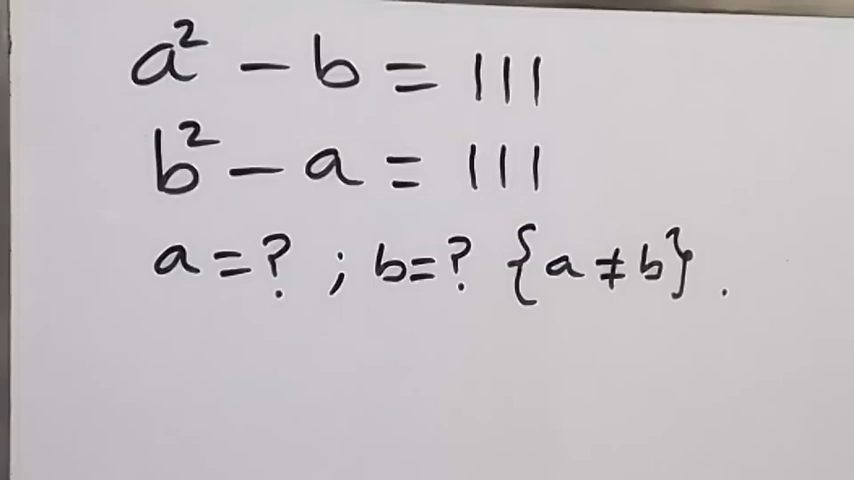 a² - b = 111
b² - a = 111
a = ? ; b = ? {a ≠ b} .